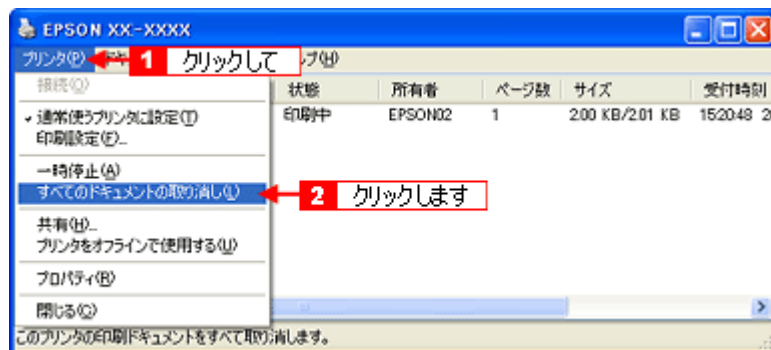 EPSON XX-XXXX
プリンタ(P)
1 クリックして
ルプ(H)
状態 所有者 ページ数 サイズ 受付時刻
印刷中 EPSON02 1 2.00 KB/2.01 KB 15:20:48 2
接続(O)
通常使うプリンタに設定(T)
印刷設定(F)...
一時停止(A)
すべてのドキュメントの取り消し(L)
2 クリックします
共有(H)...
プリンタをオフラインで使用する(U)
プロパティ(R)
閉じる(C)
このプリンタの印刷ドキュメントをすべて取り消します。